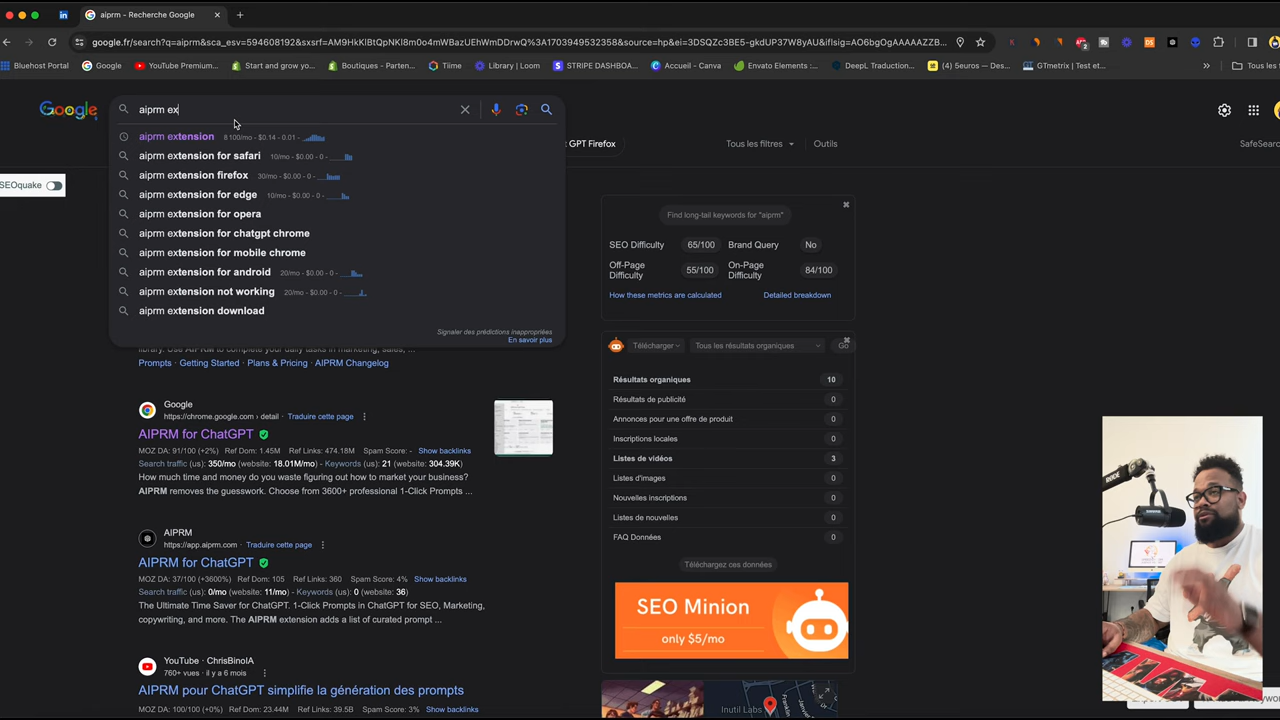 aiprm - Recherche Google
google.fr/search?q=aiprm&sca_esv=594608192&sxsrf=AM9HkKlBtQpNKl8m0o4mWBazUEhWmDDrwQ%3A1703949532358&source=hp&ei=3DSQZc3BE5-gkdUP37W8yAU&iflsig=AO6bgOgAAAAAZZB...
Bluehost Portal
Google
YouTube Premium...
Start and grow yo...
Boutiques - Parten...
Tiime
Library | Loom
STRIPE DASHBOA...
Accueil - Canva
Envato Elements :...
DeepL Traduction...
(4) 5euros – Des mi...
GTmetrix | Test et...
Tous les
Google
aiprm ex
aiprm extension 8 100/mo - $0.14 - 0.01 -
aiprm extension for safari 10/mo - $0.00 - 0 -
aiprm extension firefox 30/mo - $0.00 - 0 -
aiprm extension for edge 10/mo - $0.00 - 0 -
aiprm extension for opera
aiprm extension for chatgpt chrome
aiprm extension for mobile chrome
aiprm extension for android 20/mo - $0.00 - 0 -
aiprm extension not working 20/mo - $0.00 - 0 -
aiprm extension download
Signaler des prédictions inappropriées
En savoir plus
t GPT Firefox
Tous les filtres
Outils
SafeSear
SEOquake
Prompts · Getting Started · Plans & Pricing · AIPRM Changelog
Google
https://chrome.google.com › detail Traduire cette page
AIPRM for ChatGPT
MOZ DA: 91/100 (+2%) Ref Dom: 1.45M Ref Links: 474.18M Spam Score: - Show backlinks
Search traffic (us): 350/mo (website: 18.01M/mo) - Keywords (us): 21 (website: 304.39K)
How much time and money do you waste figuring out how to market your business?
AIPRM removes the guesswork. Choose from 3600+ professional 1-Click Prompts ...
AIPRM
https://app.aiprm.com Traduire cette page
AIPRM for ChatGPT
MOZ DA: 37/100 (+3600%) Ref Dom: 105 Ref Links: 360 Spam Score: 4% Show backlinks
Search traffic (us): 0/mo (website: 11/mo) - Keywords (us): 0 (website: 36)
The Ultimate Time Saver for ChatGPT. 1-Click Prompts in ChatGPT for SEO, Marketing,
copywriting, and more. The AIPRM extension adds a list of curated prompt ...
YouTube · ChrisBinoIA
760+ vues · il y a 6 mois
AIPRM pour ChatGPT simplifie la génération des prompts
MOZ DA: 100/100 (+0%) Ref Dom: 23.44M Ref Links: 39.5B Spam Score: 3% Show backlinks
Find long-tail keywords for "aiprm"
SEO Difficulty 65/100 Brand Query No
Off-Page Difficulty 55/100 On-Page Difficulty 84/100
How these metrics are calculated Detailed breakdown
Télécharger Tous les résultats organiques Go
Résultats organiques 10
Résultats de publicité 0
Annonces pour une offre de produit 0
Inscriptions locales 0
Listes de vidéos 3
Listes d'images 0
Nouvelles inscriptions 0
Listes de nouvelles 0
FAQ Données 0
Téléchargez ces données
SEO Minion
only $5/mo
Inutil Labs
RØDE
SHURE